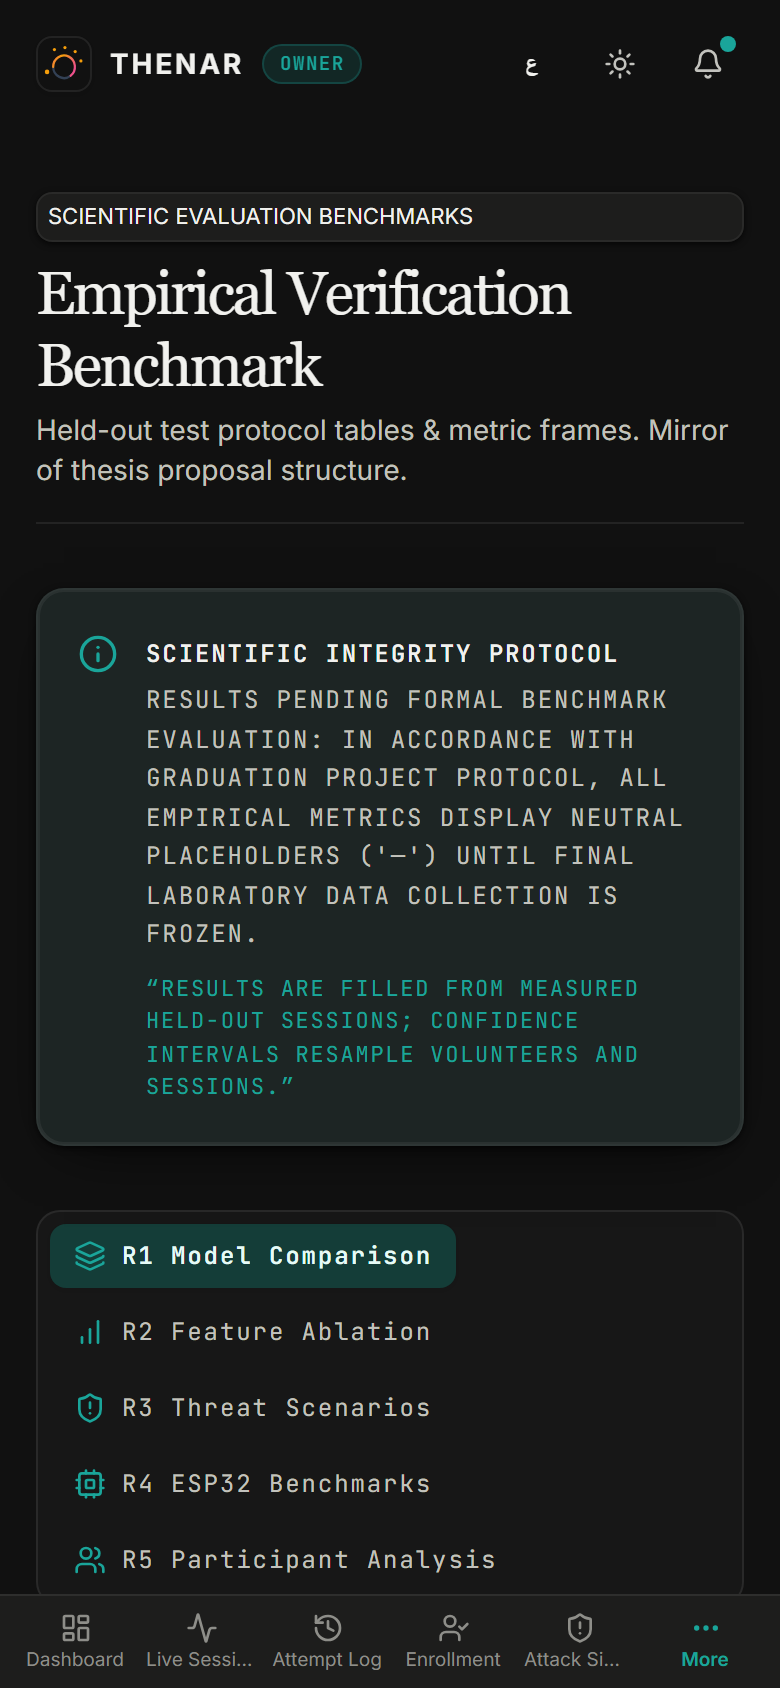 THENAR
OWNER
ع
SCIENTIFIC EVALUATION BENCHMARKS
Empirical Verification
Benchmark
Held-out test protocol tables & metric frames. Mirror
of thesis proposal structure.
SCIENTIFIC INTEGRITY PROTOCOL
RESULTS PENDING FORMAL BENCHMARK
EVALUATION: IN ACCORDANCE WITH
GRADUATION PROJECT PROTOCOL, ALL
EMPIRICAL METRICS DISPLAY NEUTRAL
PLACEHOLDERS ('—') UNTIL FINAL
LABORATORY DATA COLLECTION IS
FROZEN.
“RESULTS ARE FILLED FROM MEASURED
HELD-OUT SESSIONS; CONFIDENCE
INTERVALS RESAMPLE VOLUNTEERS AND
SESSIONS.”
R1 Model Comparison
R2 Feature Ablation
R3 Threat Scenarios
R4 ESP32 Benchmarks
R5 Participant Analysis
Dashboard
Live Sessi...
Attempt Log
Enrollment
Attack Si...
More